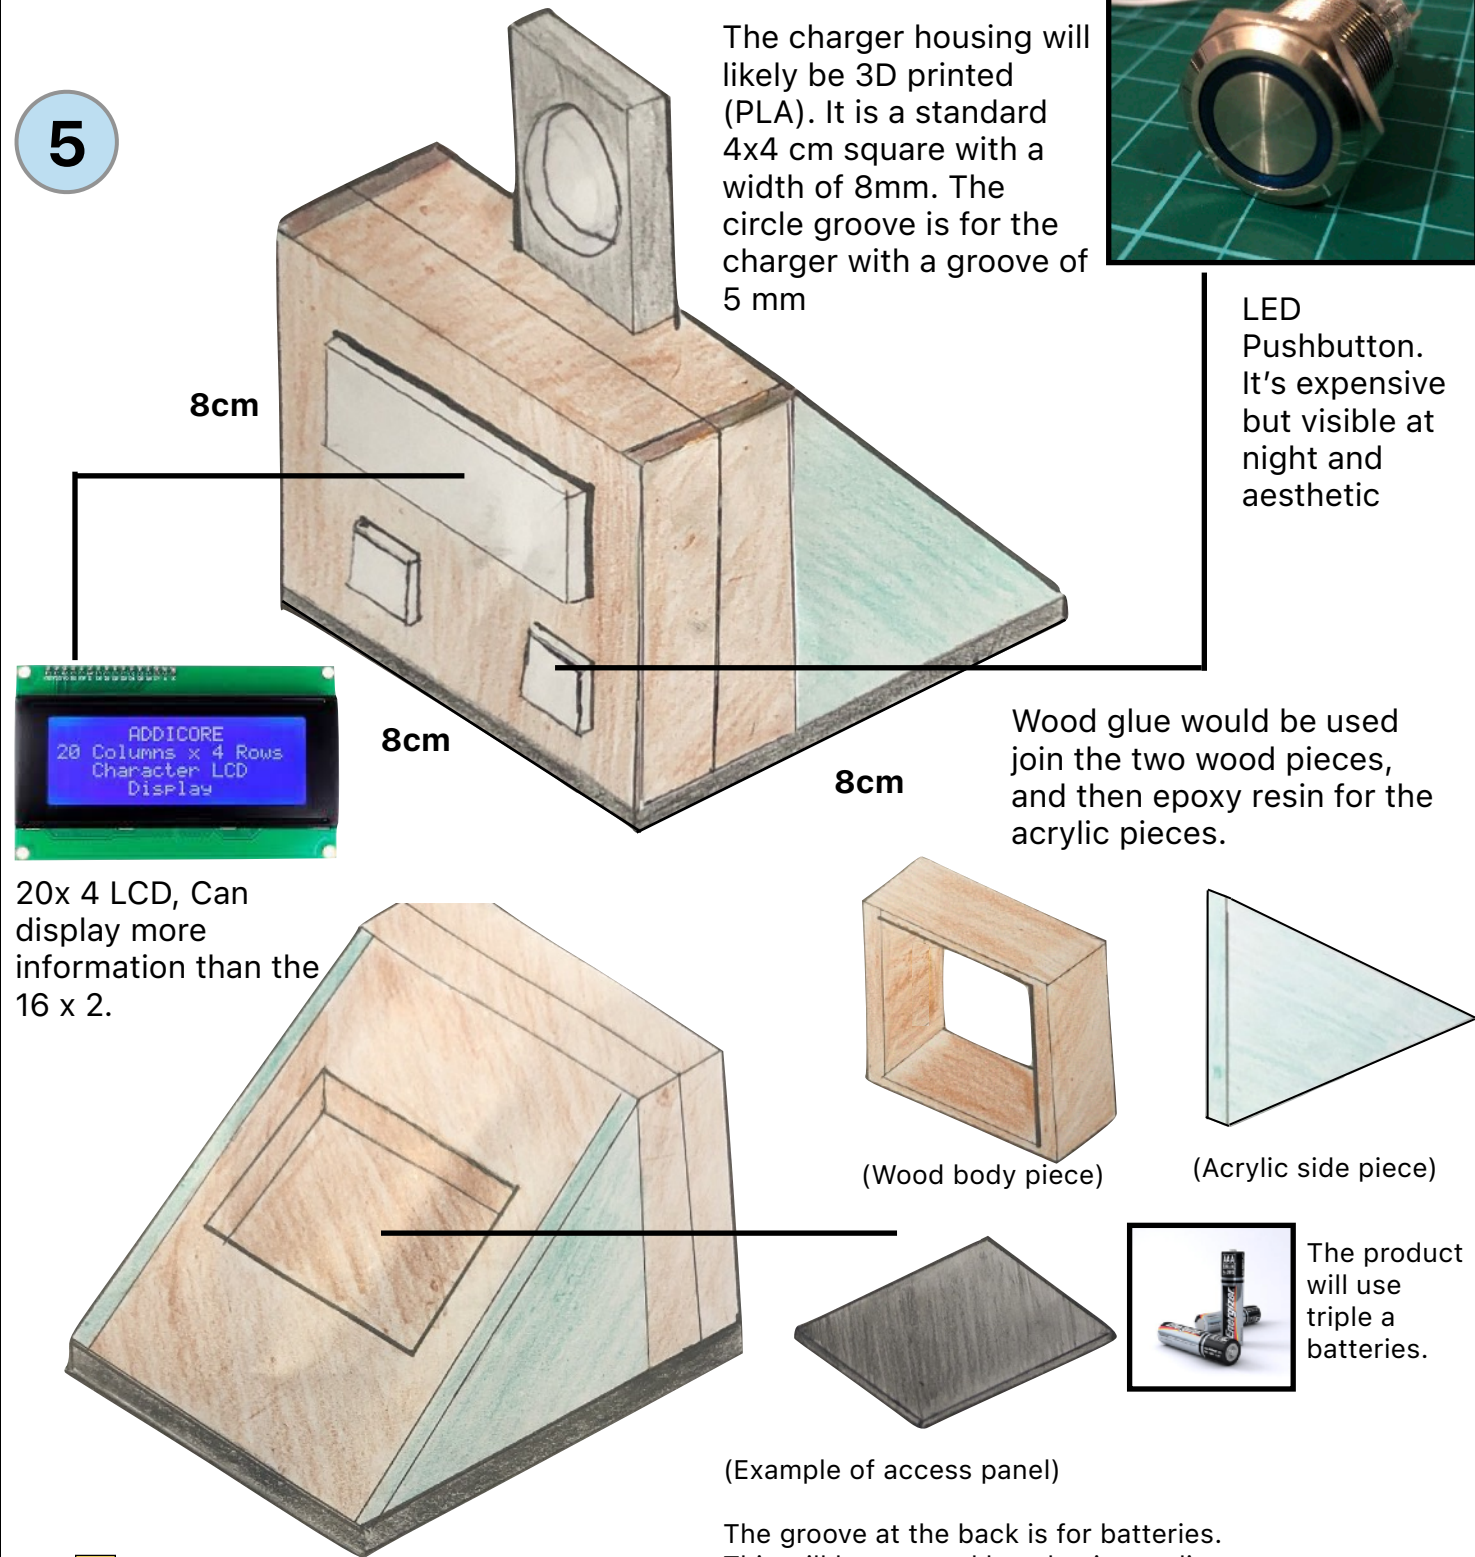 5
The charger housing will
likely be 3D printed
(PLA). It is a standard
4x4 cm square with a
width of 8mm. The
circle groove is for the
charger with a groove of
5 mm
LED
Pushbutton.
It's expensive
but visible at
night and
aesthetic
8cm
8cm
8cm
ADDICORE
20 Columns x 4 Rows
Character LCD
Display
20x 4 LCD, Can
display more
information than the
16 x 2.
Wood glue would be used
join the two wood pieces,
and then epoxy resin for the
acrylic pieces.
(Wood body piece)
(Acrylic side piece)
Energizer
The product
will use
triple a
batteries.
(Example of access panel)
The groove at the back is for batteries.